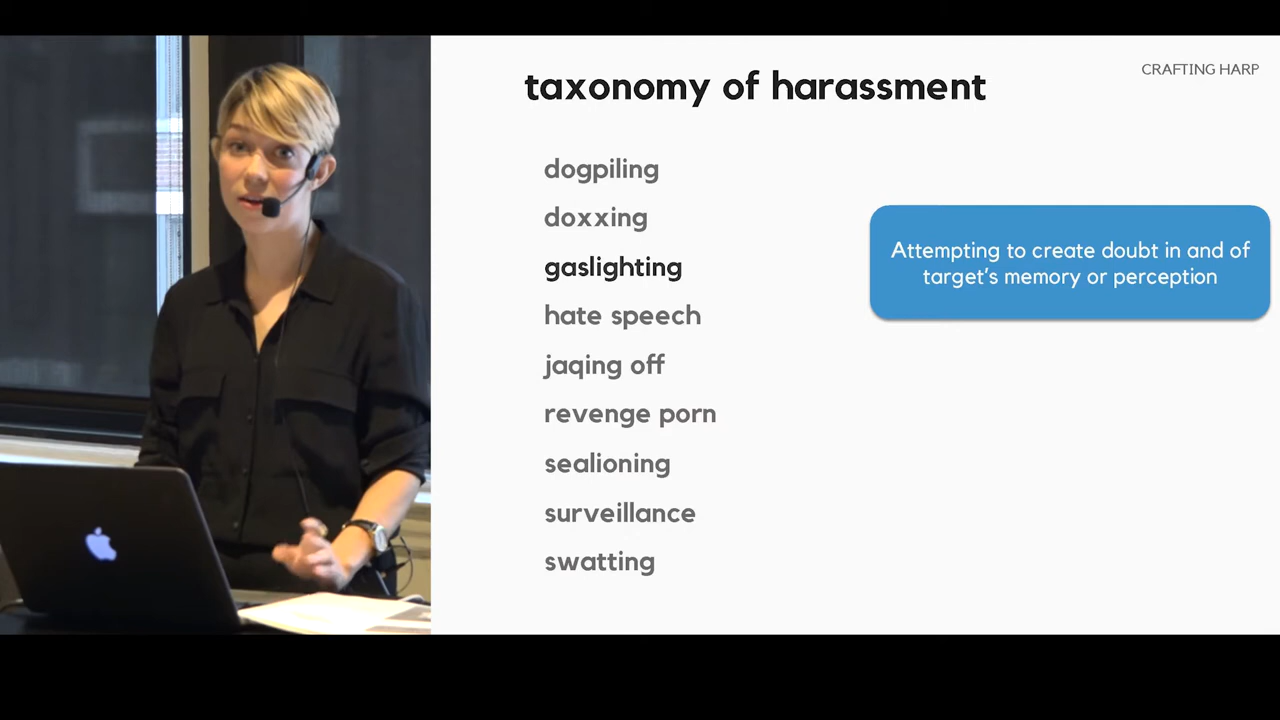 CRAFTING HARP
taxonomy of harassment
dogpiling
doxxing
gaslighting
hate speech
jaqing off
revenge porn
sealioning
surveillance
swatting
Attempting to create doubt in and of
target's memory or perception